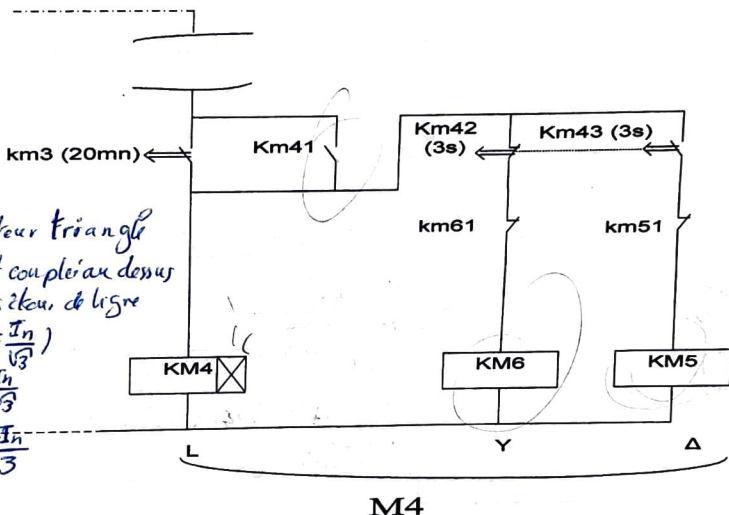 km3 (20mn)
Km41
Km42
(3s)
Km43 (3s)
km61
km51
triangle
couplé au dessus
de ligne
In
√3
)
In
√3
In
3
KM4
KM6
KM5
L
Y
Δ
M4